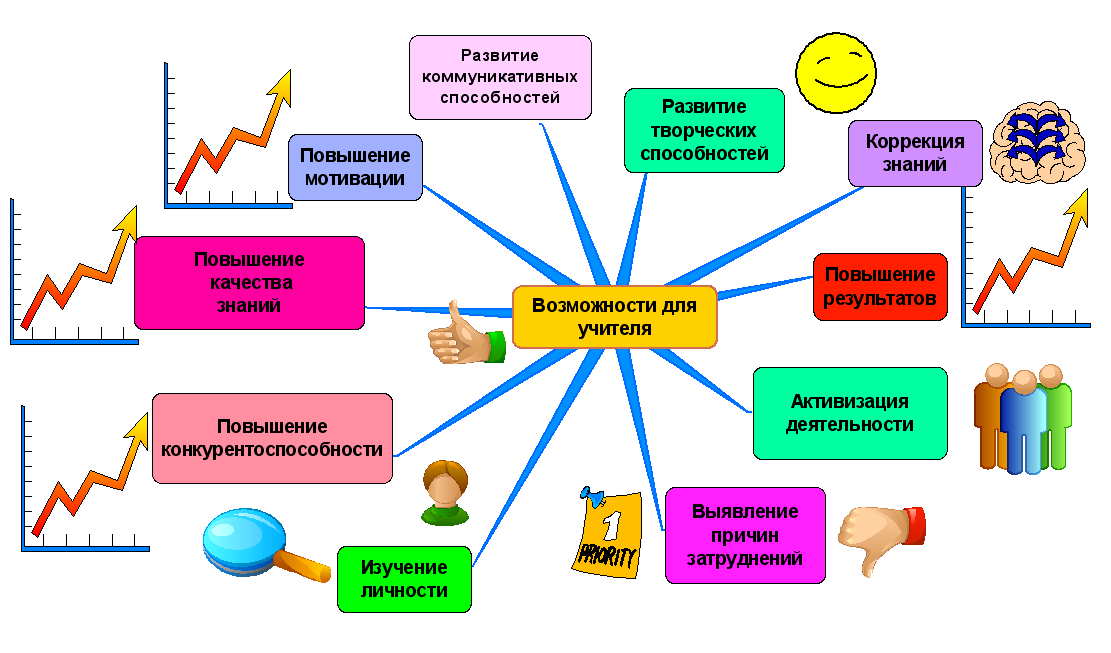 Развитие
коммуникативных
способностей
Развитие
творческих
способностей
Коррекция
знаний
Повышение
мотивации
Повышение
качества
знаний
Возможности для
учителя
Повышение
результатов
Повышение
конкурентоспособности
Активизация
деятельности
1
PRIORITY
Выявление
причин
затруднений
Изучение
личности